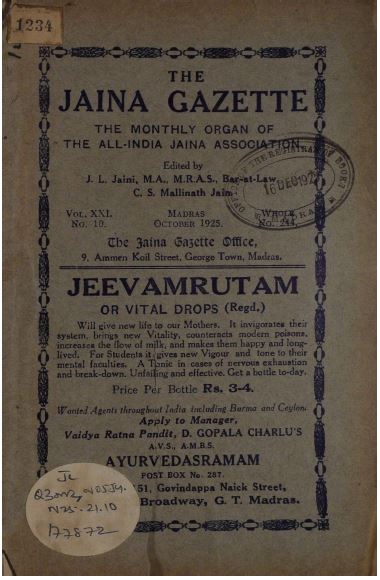 1234
THE
JAINA GAZETTE
THE MONTHLY ORGAN OF
THE ALL-INDIA JAINA ASSOCIATION
Edited by
J. L. Jaini, M.A., M.R.A.S., Bar-at-Law,
C. S. Mallinath Jain.
16 DEC 192
VOL. XXI. MADRAS WHOLE
No. 10. OCTOBER 1925. No. 244.
The Jaina Gazette Office,
9, Ammen Koil Street, George Town, Madras.
JEEVAMRUTAM
OR VITAL DROPS (Regd.)
Will give new life to our Mothers. It invigorates their
system, brings new Vitality, counteracts modern poisons,
increases the flow of milk, and makes them happy and long-
lived. For Students it gives new Vigour and tone to their
mental faculties. A Tonic in cases of nervous exhaustion
and break-down. Unfailing and effective. Get a bottle to-day.
Price Per Bottle Rs. 3-4.
Wanted Agents throughout India including Burma and Ceylon.
Apply to Manager,
Vaidya Ratna Pandit, D. GOPALA CHARLU'S
A.V.S., A.M.B.S.
AYURVEDASRAMAM
POST BOX No. 287.
51, Govindappa Naick Street,
Broadway, G. T. Madras.
N25-21.10
177872